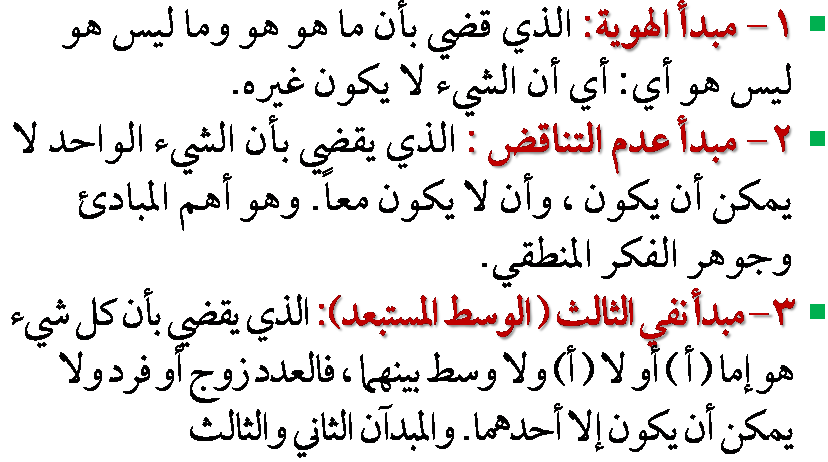 ١– مبدأ الهوية: الذي قضي بأن ما هو هو وما ليس هو
ليس هو أي: أي أن الشيء لا يكون غيره.
٢– مبدأ عدم التناقض : الذي يقضي بأن الشيء الواحد لا
يمكن أن يكون ، وأن لا يكون معاً. وهو أهم المبادئ
وجوهر الفكر المنطقي.
٣– مبدأ نفي الثالث (الوسط المستبعد): الذي يقضي بأن كل شيء
هو إما (أ) أو لا (أ) ولا وسط بينهما ، فالعدد زوج أو فرد ولا
يمكن أن يكون إلا أحدهما. والمبدآن الثاني والثالث